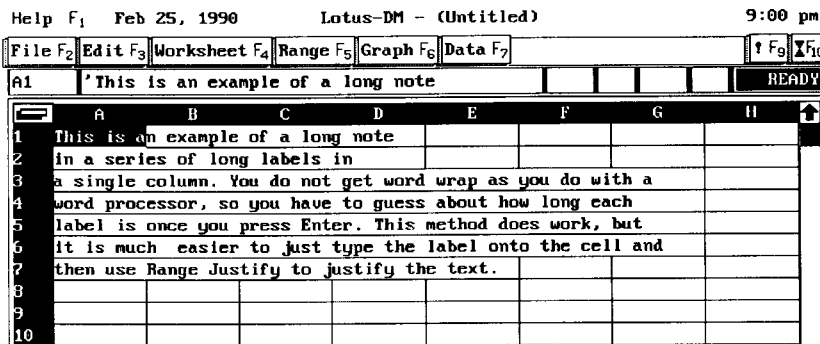 Help F₁ Feb 25, 1990 Lotus-DM - (Untitled) 9:00 pm
File F₂ Edit F₃ Worksheet F₄ Range F₅ Graph F₆ Data F₇ ! F₉ F₁₀
A1 'This is an example of a long note READY
A B C D E F G H
1 This is an example of a long note
2 in a series of long labels in
3 a single column. You do not get word wrap as you do with a
4 word processor, so you have to guess about how long each
5 label is once you press Enter. This method does work, but
6 it is much easier to just type the label onto the cell and
7 then use Range Justify to justify the text.
8
9
10